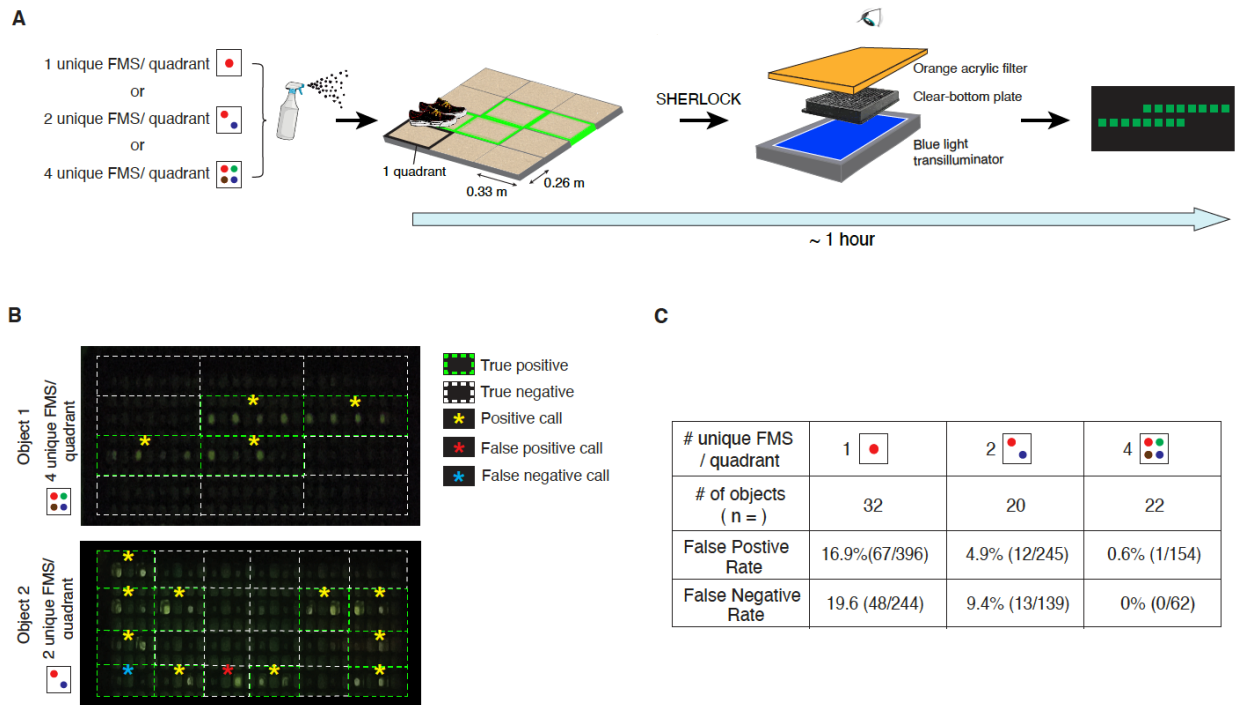 A
1 unique FMS/ quadrant
or
2 unique FMS/ quadrant
or
4 unique FMS/ quadrant
1 quadrant
0.33 m
0.26 m
SHERLOCK
Orange acrylic filter
Clear-bottom plate
Blue light
transilluminator
~ 1 hour
B
Object 1
4 unique FMS/
quadrant
Object 2
2 unique FMS/
quadrant
True positive
True negative
* Positive call
* False positive call
* False negative call
C
# unique FMS
/ quadrant
1
2
4
# of objects
( n = )
32
20
22
False Postive
Rate
16.9%(67/396)
4.9% (12/245)
0.6% (1/154)
False Negative
Rate
19.6 (48/244)
9.4% (13/139)
0% (0/62)